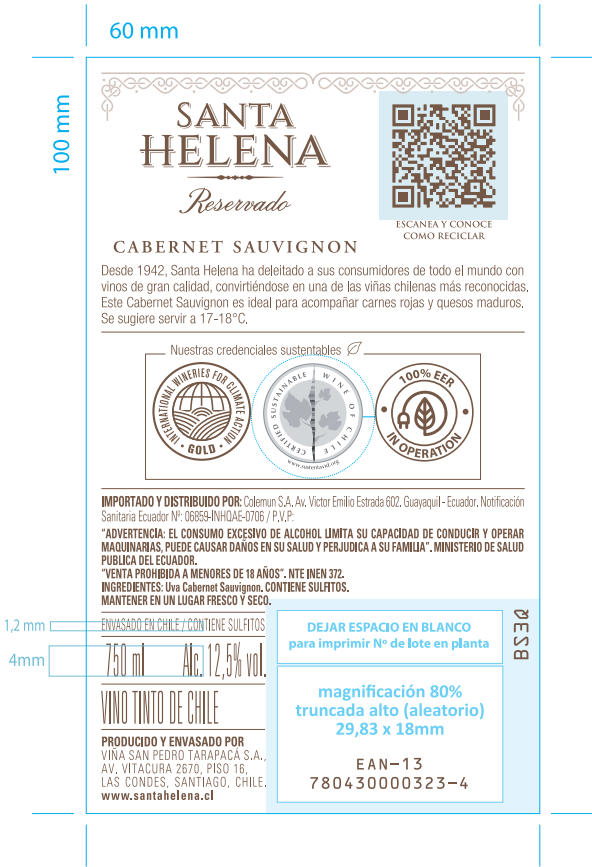 60 mm
100 mm
SANTA
HELENA
Reservado
ESCANEA Y CONOCE
COMO RECICLAR
CABERNET SAUVIGNON
Desde 1942, Santa Helena ha deleitado a sus consumidores de todo el mundo con
vinos de gran calidad, convirtiéndose en una de las viñas chilenas más reconocidas.
Este Cabernet Sauvignon es ideal para acompañar carnes rojas y quesos maduros.
Se sugiere servir a 17-18°C.
Nuestras credenciales sustentables
INTERNATIONAL WINERIES FOR CLIMATE ACTION
• GOLD •
CERTIFIED SUSTAINABLE WINE OF CHILE
www.sustentavid.org
100% EER
IN OPERATION
IMPORTADO Y DISTRIBUIDO POR: Colemun S.A. Av. Victor Emilio Estrada 602. Guayaquil - Ecuador. Notificación
Sanitaria Ecuador Nº: 06859-INHQAE-0706 / P.V.P:
"ADVERTENCIA: EL CONSUMO EXCESIVO DE ALCOHOL LIMITA SU CAPACIDAD DE CONDUCIR Y OPERAR
MAQUINARIAS, PUEDE CAUSAR DAÑOS EN SU SALUD Y PERJUDICA A SU FAMILIA". MINISTERIO DE SALUD
PUBLICA DEL ECUADOR.
"VENTA PROHIBIDA A MENORES DE 18 AÑOS". NTE INEN 372.
INGREDIENTES: Uva Cabernet Sauvignon. CONTIENE SULFITOS.
MANTENER EN UN LUGAR FRESCO Y SECO.
1,2 mm
ENVASADO EN CHILE / CONTIENE SULFITOS
4mm
750 ml Alc. 12,5% vol.
VINO TINTO DE CHILE
PRODUCIDO Y ENVASADO POR
VIÑA SAN PEDRO TARAPACÁ S.A.,
AV. VITACURA 2670, PISO 16,
LAS CONDES, SANTIAGO, CHILE.
www.santahelena.cl
DEJAR ESPACIO EN BLANCO
para imprimir Nº de lote en planta
BSEQ
magnificación 80%
truncada alto (aleatorio)
29,83 x 18mm
EAN-13
780430000323-4